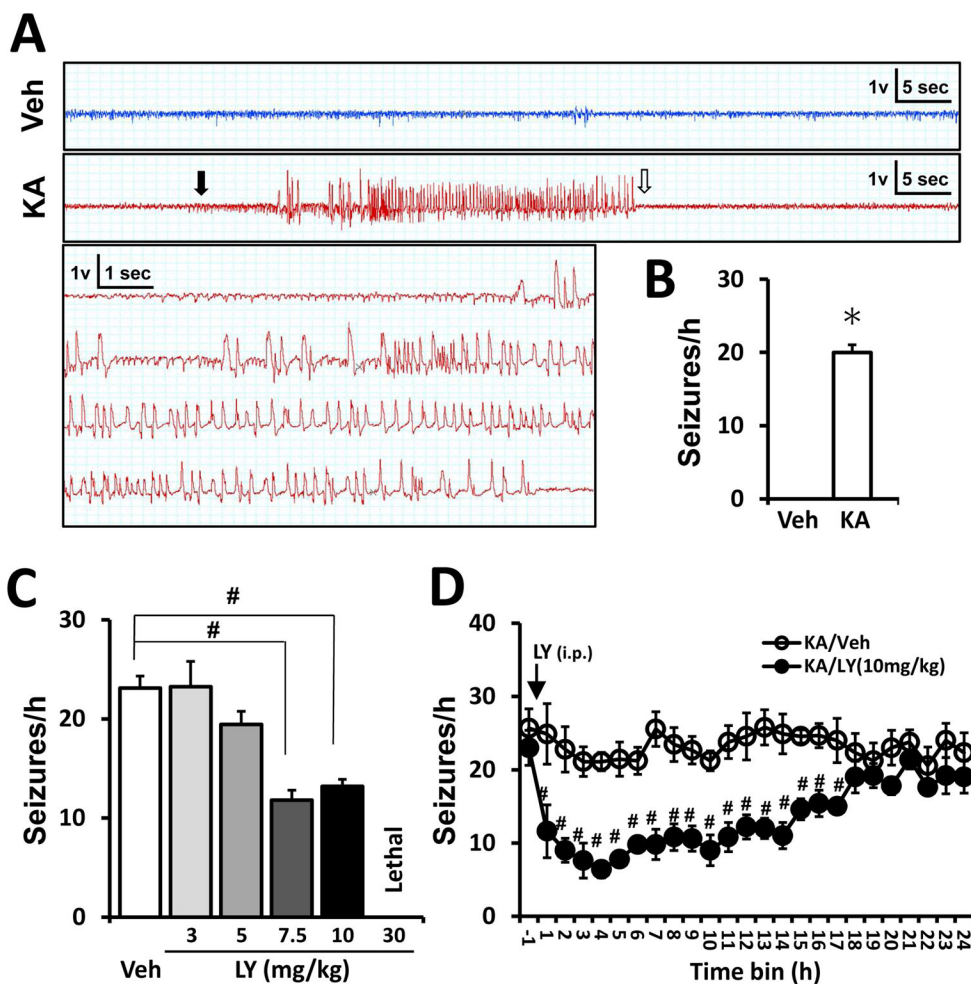 A
Veh
1v 5 sec
KA
1v 5 sec
1v 1 sec
B
Seizures/h
30
20
10
0
*
Veh KA
C
Seizures/h
30
20
10
0
#
#
Lethal
3 5 7.5 10 30
Veh LY (mg/kg)
D
Seizures/h
40
30
20
10
0
LY (i.p.)
KA/Veh
KA/LY(10mg/kg)
# # # # # # # # # # # # # # # # #
-1 1 2 3 4 5 6 7 8 9 10 11 12 13 14 15 16 17 18 19 20 21 22 23 24
Time bin (h)